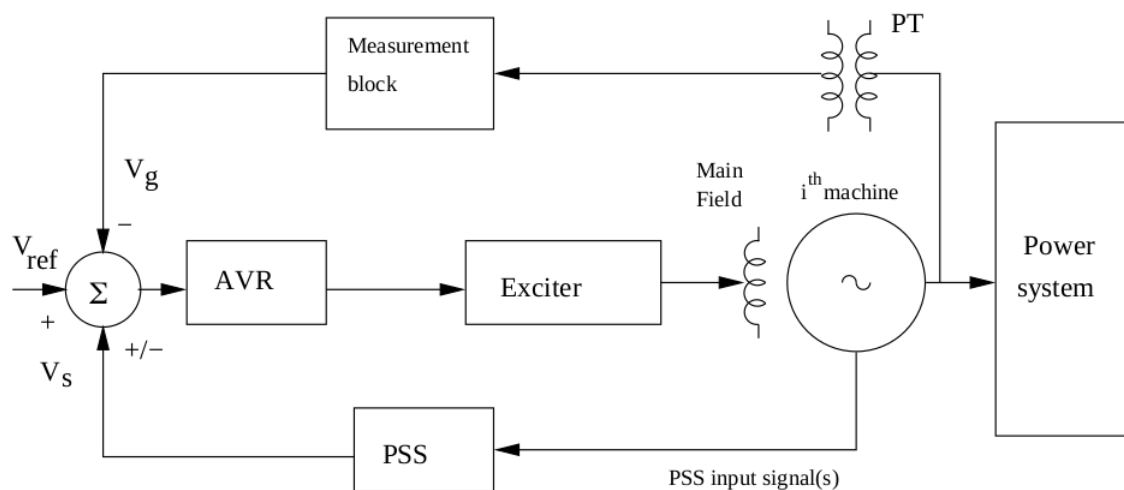 PT
Measurement
block
Main
Field
i^th machine
V_g
−
V_ref
+
Σ
AVR
Exciter
Power
system
+/−
V_s
PSS
PSS input signal(s)